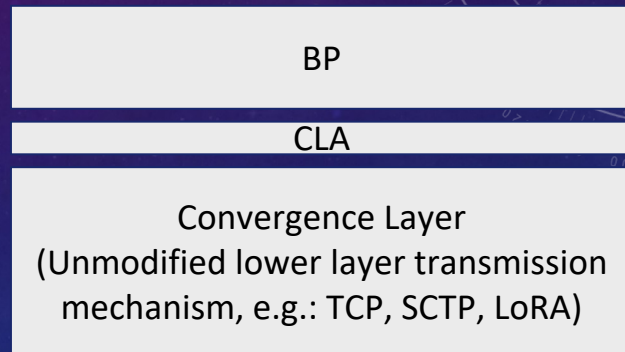 BP
CLA
Convergence Layer
(Unmodified lower layer transmission
mechanism, e.g.: TCP, SCTP, LoRA)